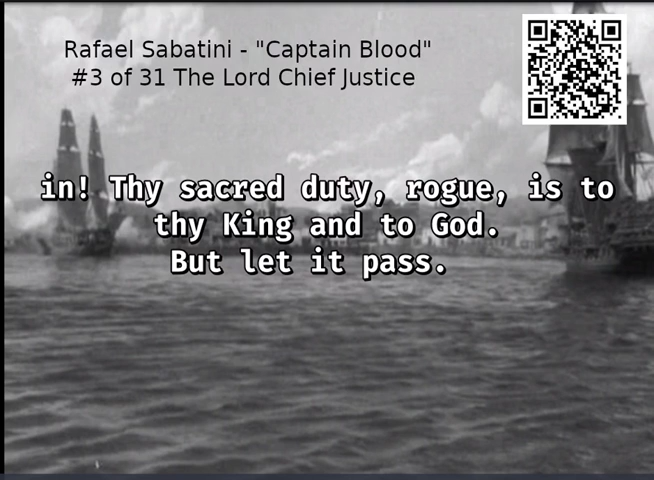 Rafael Sabatini - "Captain Blood"
#3 of 31 The Lord Chief Justice
in! Thy sacred duty, rogue, is to
thy King and to God.
But let it pass.